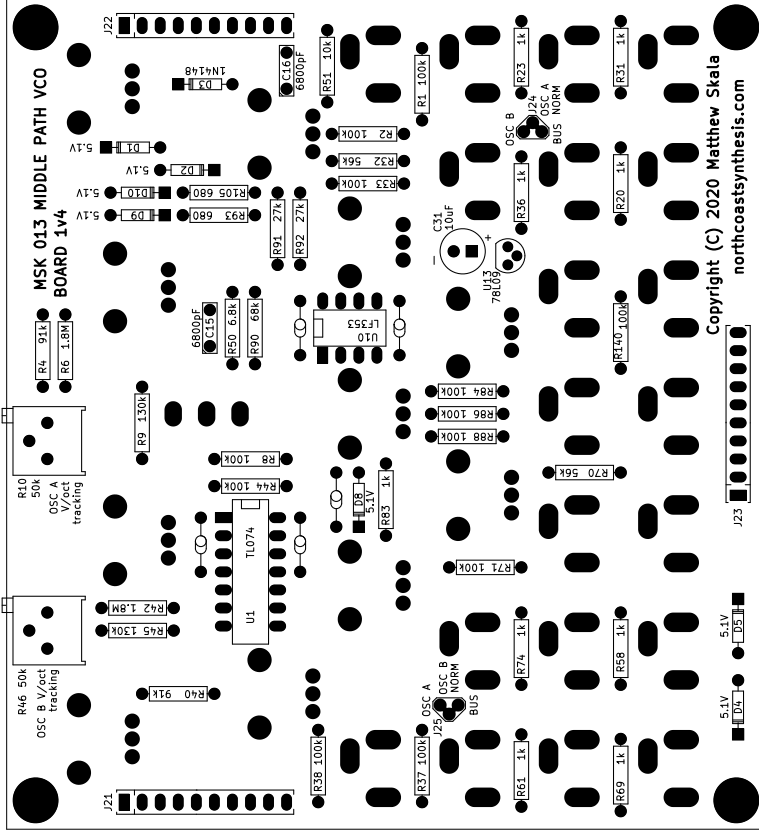 J22
C16
6800pF
1N4148
D3
R51 10k
R1 100k
R23 1k
R31 1k
J24
OSC A
NORM
OSC B
BUS
R2 100k
R32 56k
R33 100k
5.1V
D1
5.1V
D2
5.1V
D10
R105 680
5.1V
D9
R93 680
R91 27k
R92 27k
R36 1k
R20 1k
C31
10uF
+
−
U13
78L09
MSK 013 MIDDLE PATH VCO
BOARD 1v4
Copyright (C) 2020 Matthew Skala
northcoastsynthesis.com
R4 91k
R6 1.8M
6800pF
C15
R50 6.8k
R90 68k
U10
LF353
R140 100k
R9 130k
R84 100k
R86 100k
R88 100k
R10
50k
OSC A
V/oct
tracking
R8 100k
R44 100k
D8
5.1V
R83 1k
R70 56k
J23
U1
TL074
R71 100k
R42 1.8M
R45 130k
R46 50k
OSC B V/oct
tracking
R40 91k
R74 1k
R58 1k
5.1V
D5
5.1V
D4
OSC A
OSC B
NORM
J25
BUS
J21
R38 100k
R37 100k
R61 1k
R69 1k